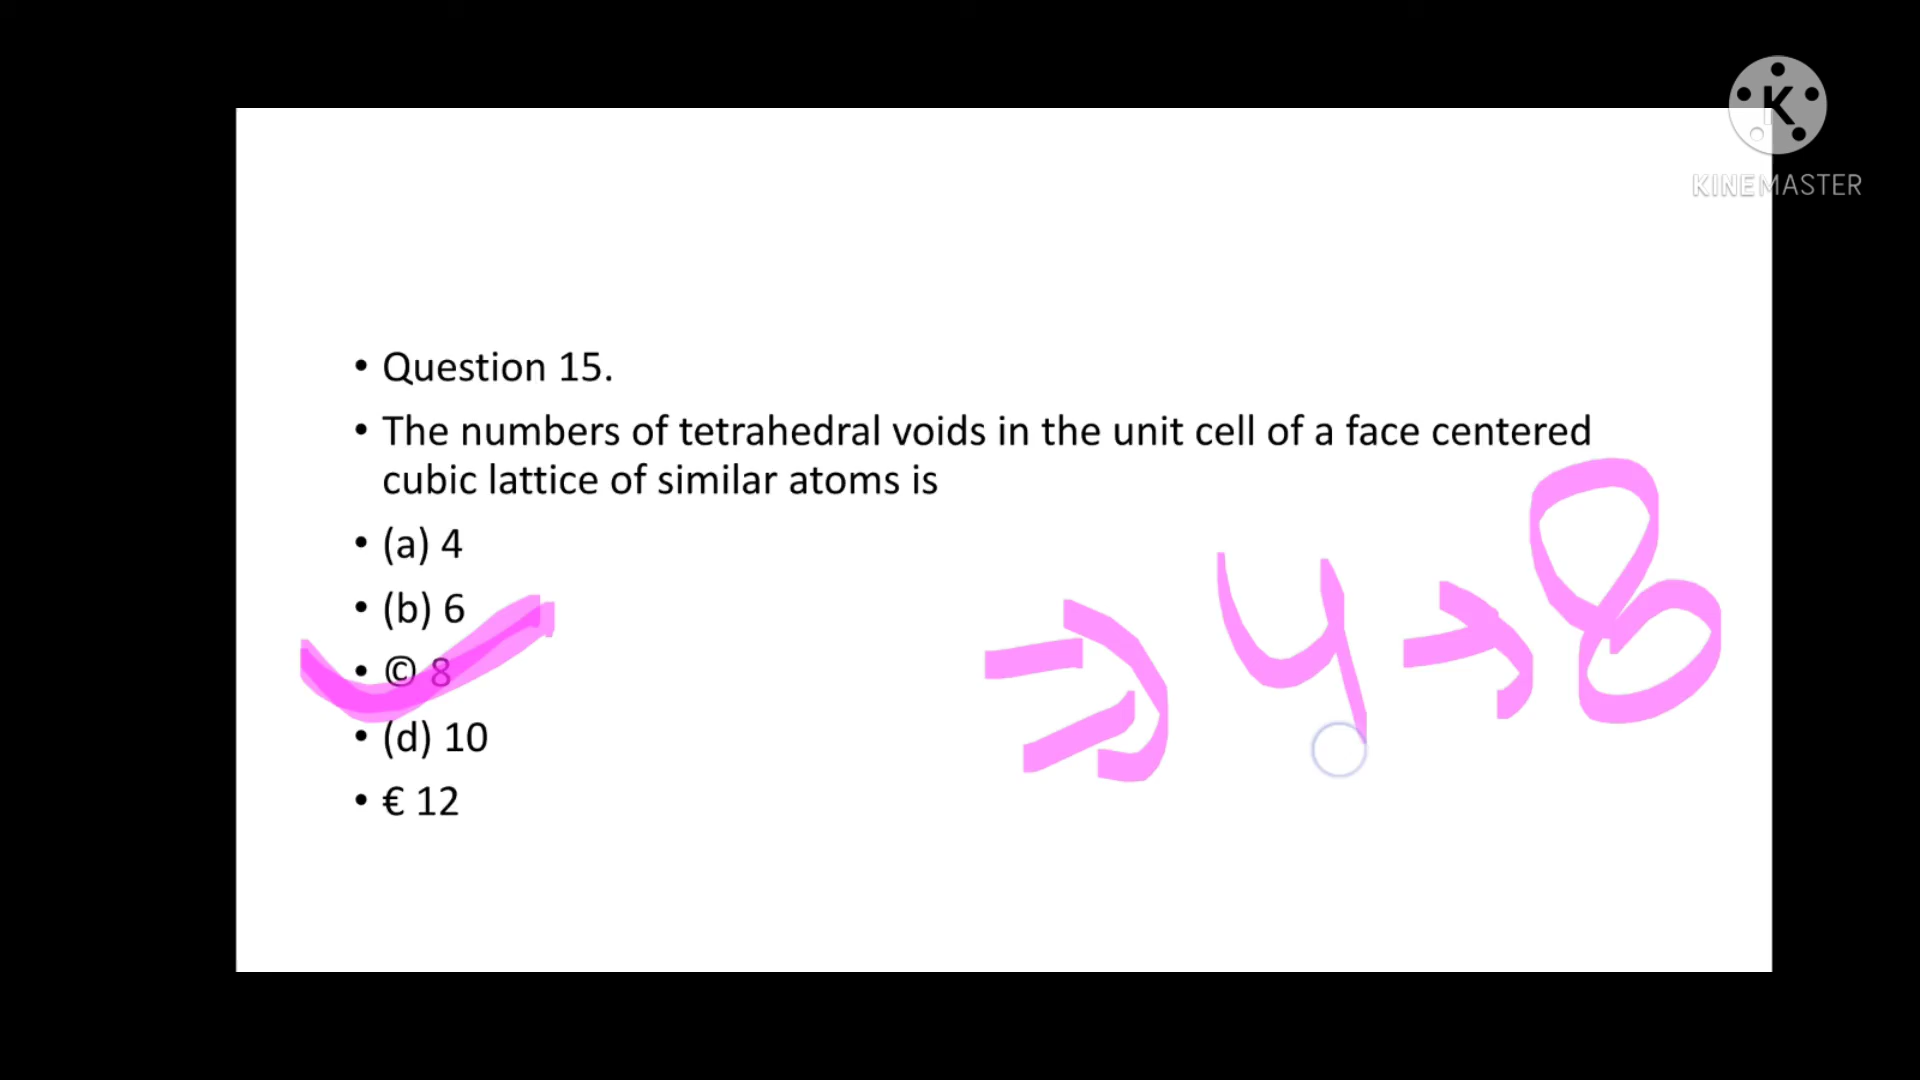 K
KINEMASTER
• Question 15.
• The numbers of tetrahedral voids in the unit cell of a face centered
cubic lattice of similar atoms is
• (a) 4
• (b) 6
• © 8
• (d) 10
• € 12
⇒ 4 → 8